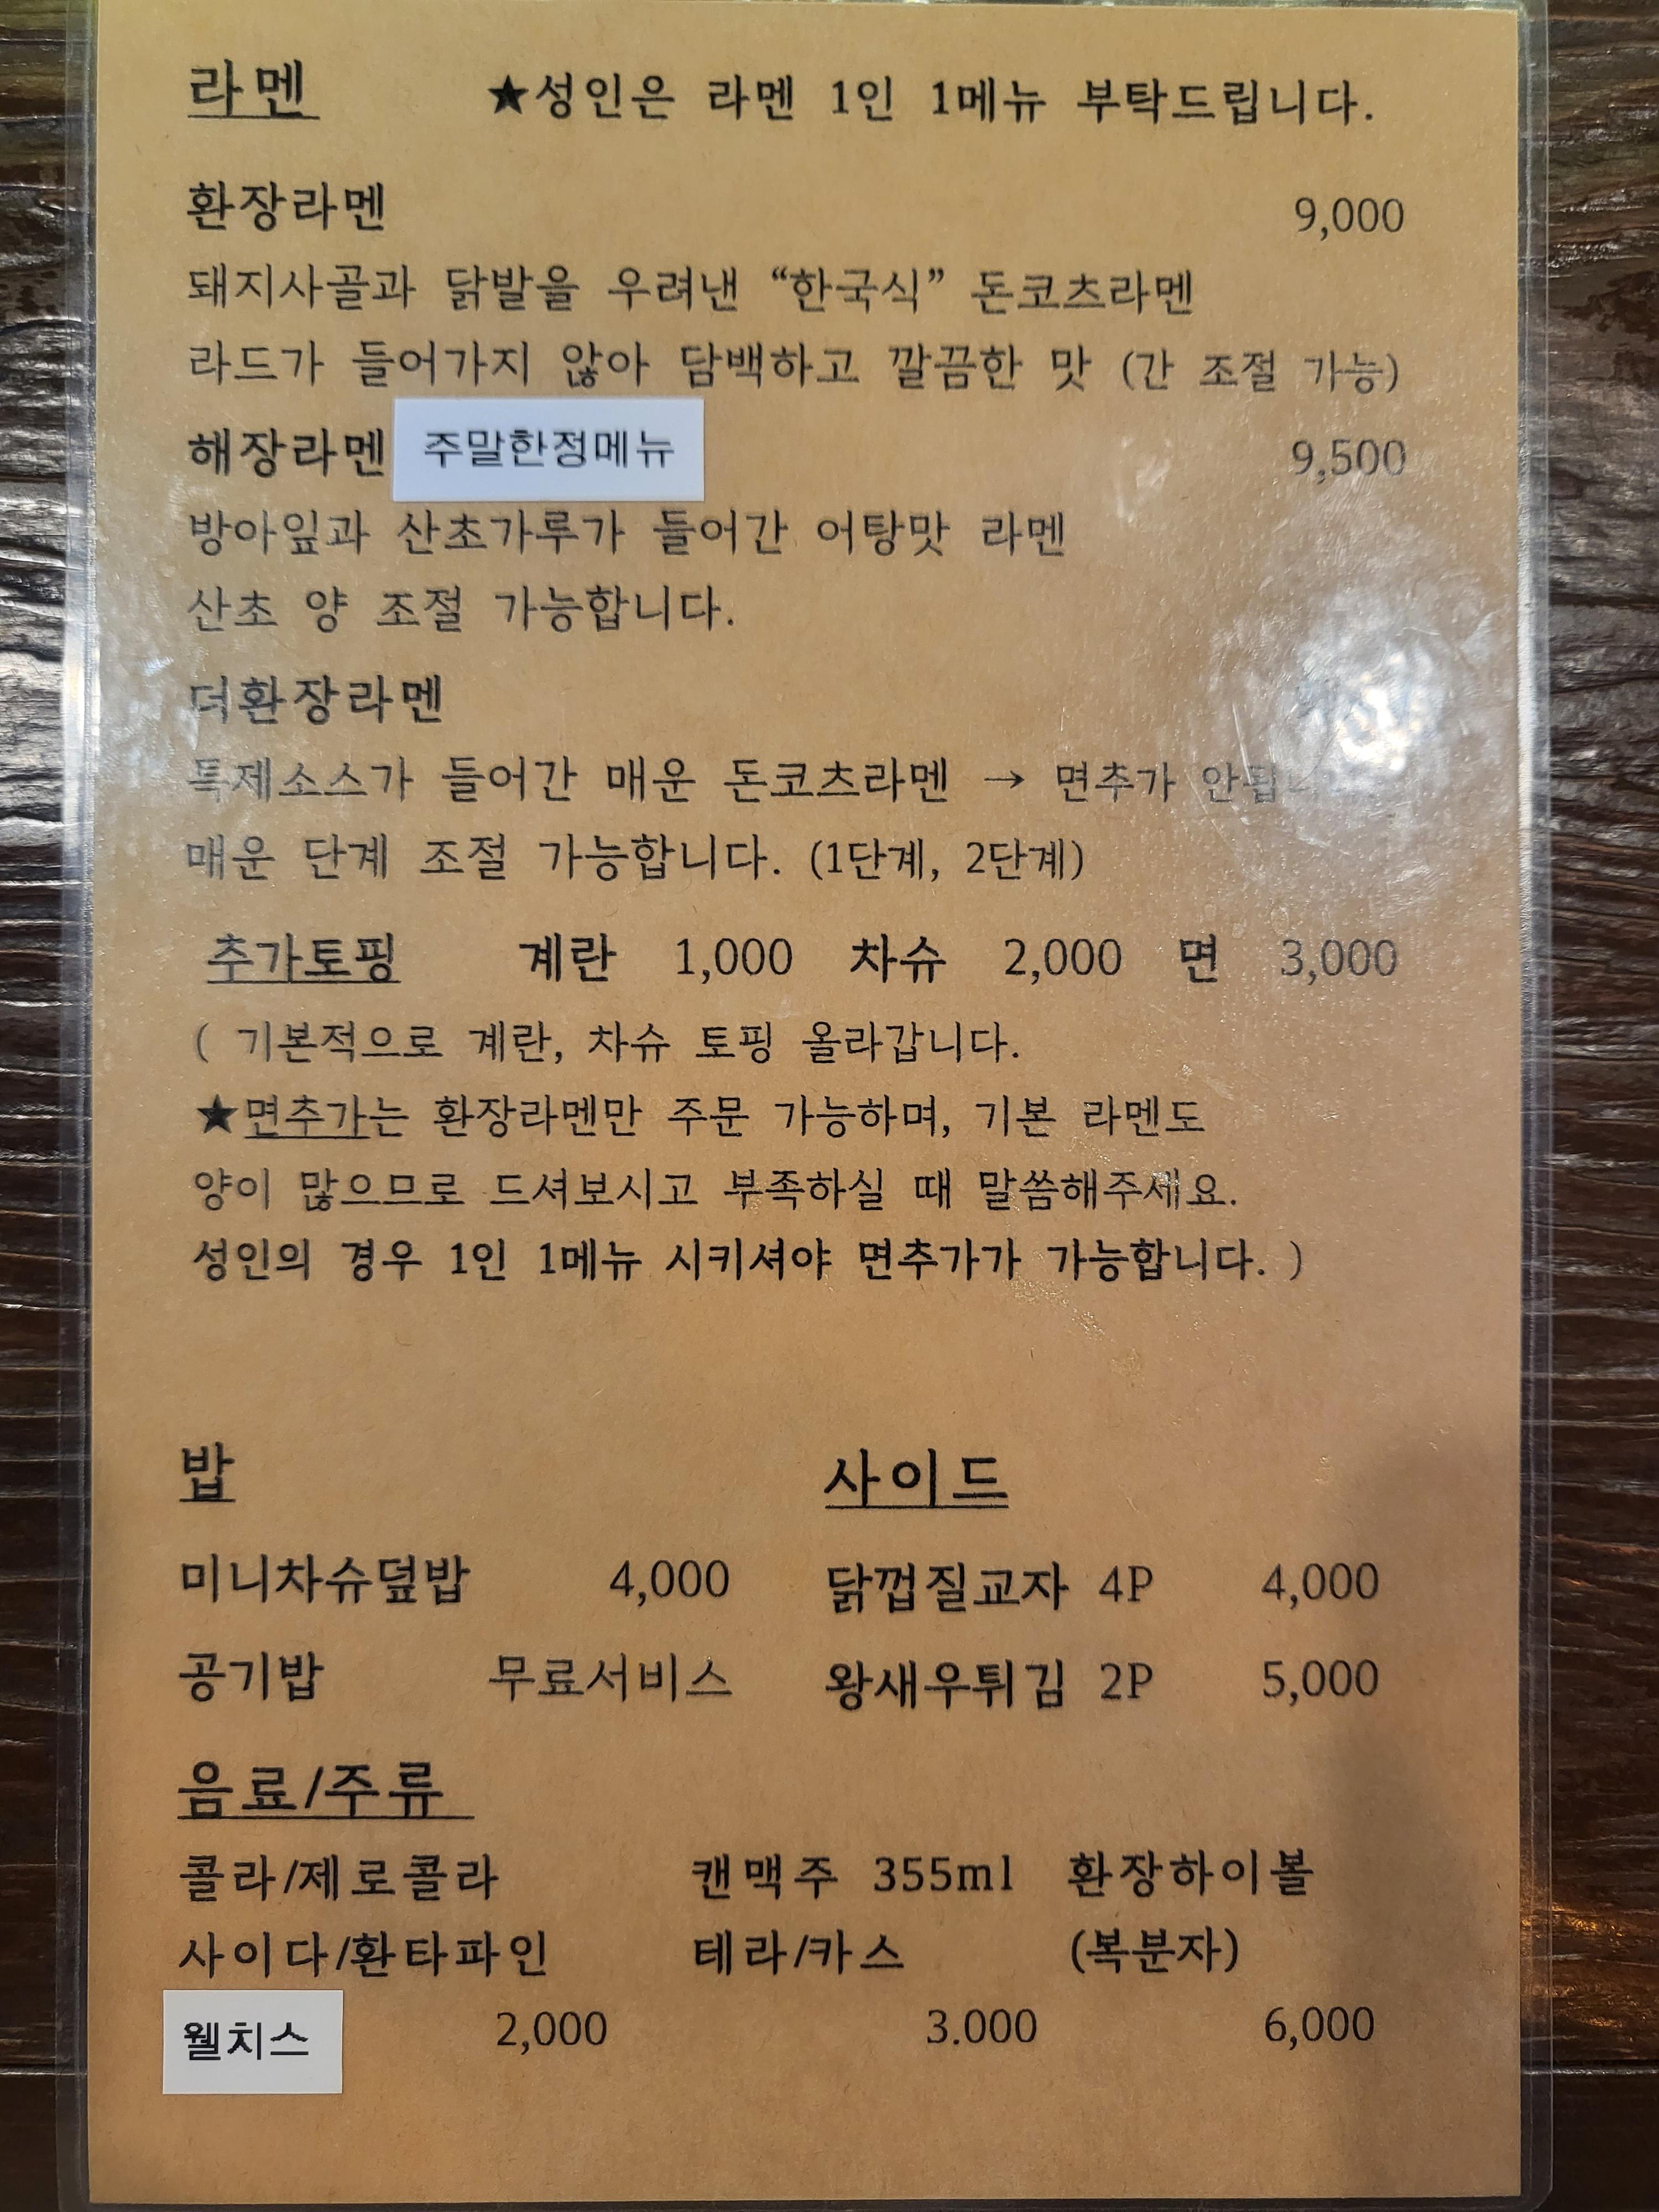 라멘 ★성인은 라멘 1인 1메뉴 부탁드립니다.
환장라멘 9,000
돼지사골과 닭발을 우려낸 “한국식” 돈코츠라멘
라드가 들어가지 않아 담백하고 깔끔한 맛 (간 조절 가능)
해장라멘 주말한정메뉴 9,500
방아잎과 산초가루가 들어간 어탕맛 라멘
산초 양 조절 가능합니다.
더환장라멘
특제소스가 들어간 매운 돈코츠라멘 → 면추가
매운 단계 조절 가능합니다. (1단계, 2단계)
추가토핑 계란 1,000 차슈 2,000 면 3,000
( 기본적으로 계란, 차슈 토핑 올라갑니다.
★면추가는 환장라멘만 주문 가능하며, 기본 라멘도
양이 많으므로 드셔보시고 부족하실 때 말씀해주세요.
성인의 경우 1인 1메뉴 시키셔야 면추가가 가능합니다. )
밥 사이드
미니차슈덮밥 4,000 닭껍질교자 4P 4,000
공기밥 무료서비스 왕새우튀김 2P 5,000
음료/주류
콜라/제로콜라 캔맥주 355ml 환장하이볼
사이다/환타파인 테라/카스 (복분자)
웰치스 2,000 3.000 6,000